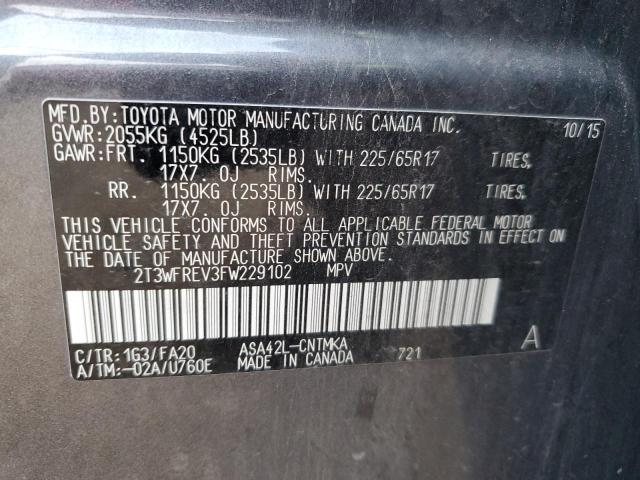 MFD.BY:TOYOTA MOTOR MANUFACTURING CANADA INC. 10/15
GVWR:2055KG (4525LB)
GAWR:FRT. 1150KG (2535LB) WITH 225/65R17 TIRES,
17X7.0J RIMS.
RR. 1150KG (2535LB) WITH 225/65R17 TIRES,
17X7.0J RIMS.
THIS VEHICLE CONFORMS TO ALL APPLICABLE FEDERAL MOTOR
VEHICLE SAFETY AND THEFT PREVENTION STANDARDS IN EFFECT ON
THE DATE OF MANUFACTURE SHOWN ABOVE.
2T3WFREV3FW229102 MPV
C/TR:1G3/FA20 ASA42L-CNTMKA 721 A
A/TM:-02A/U760E MADE IN CANADA